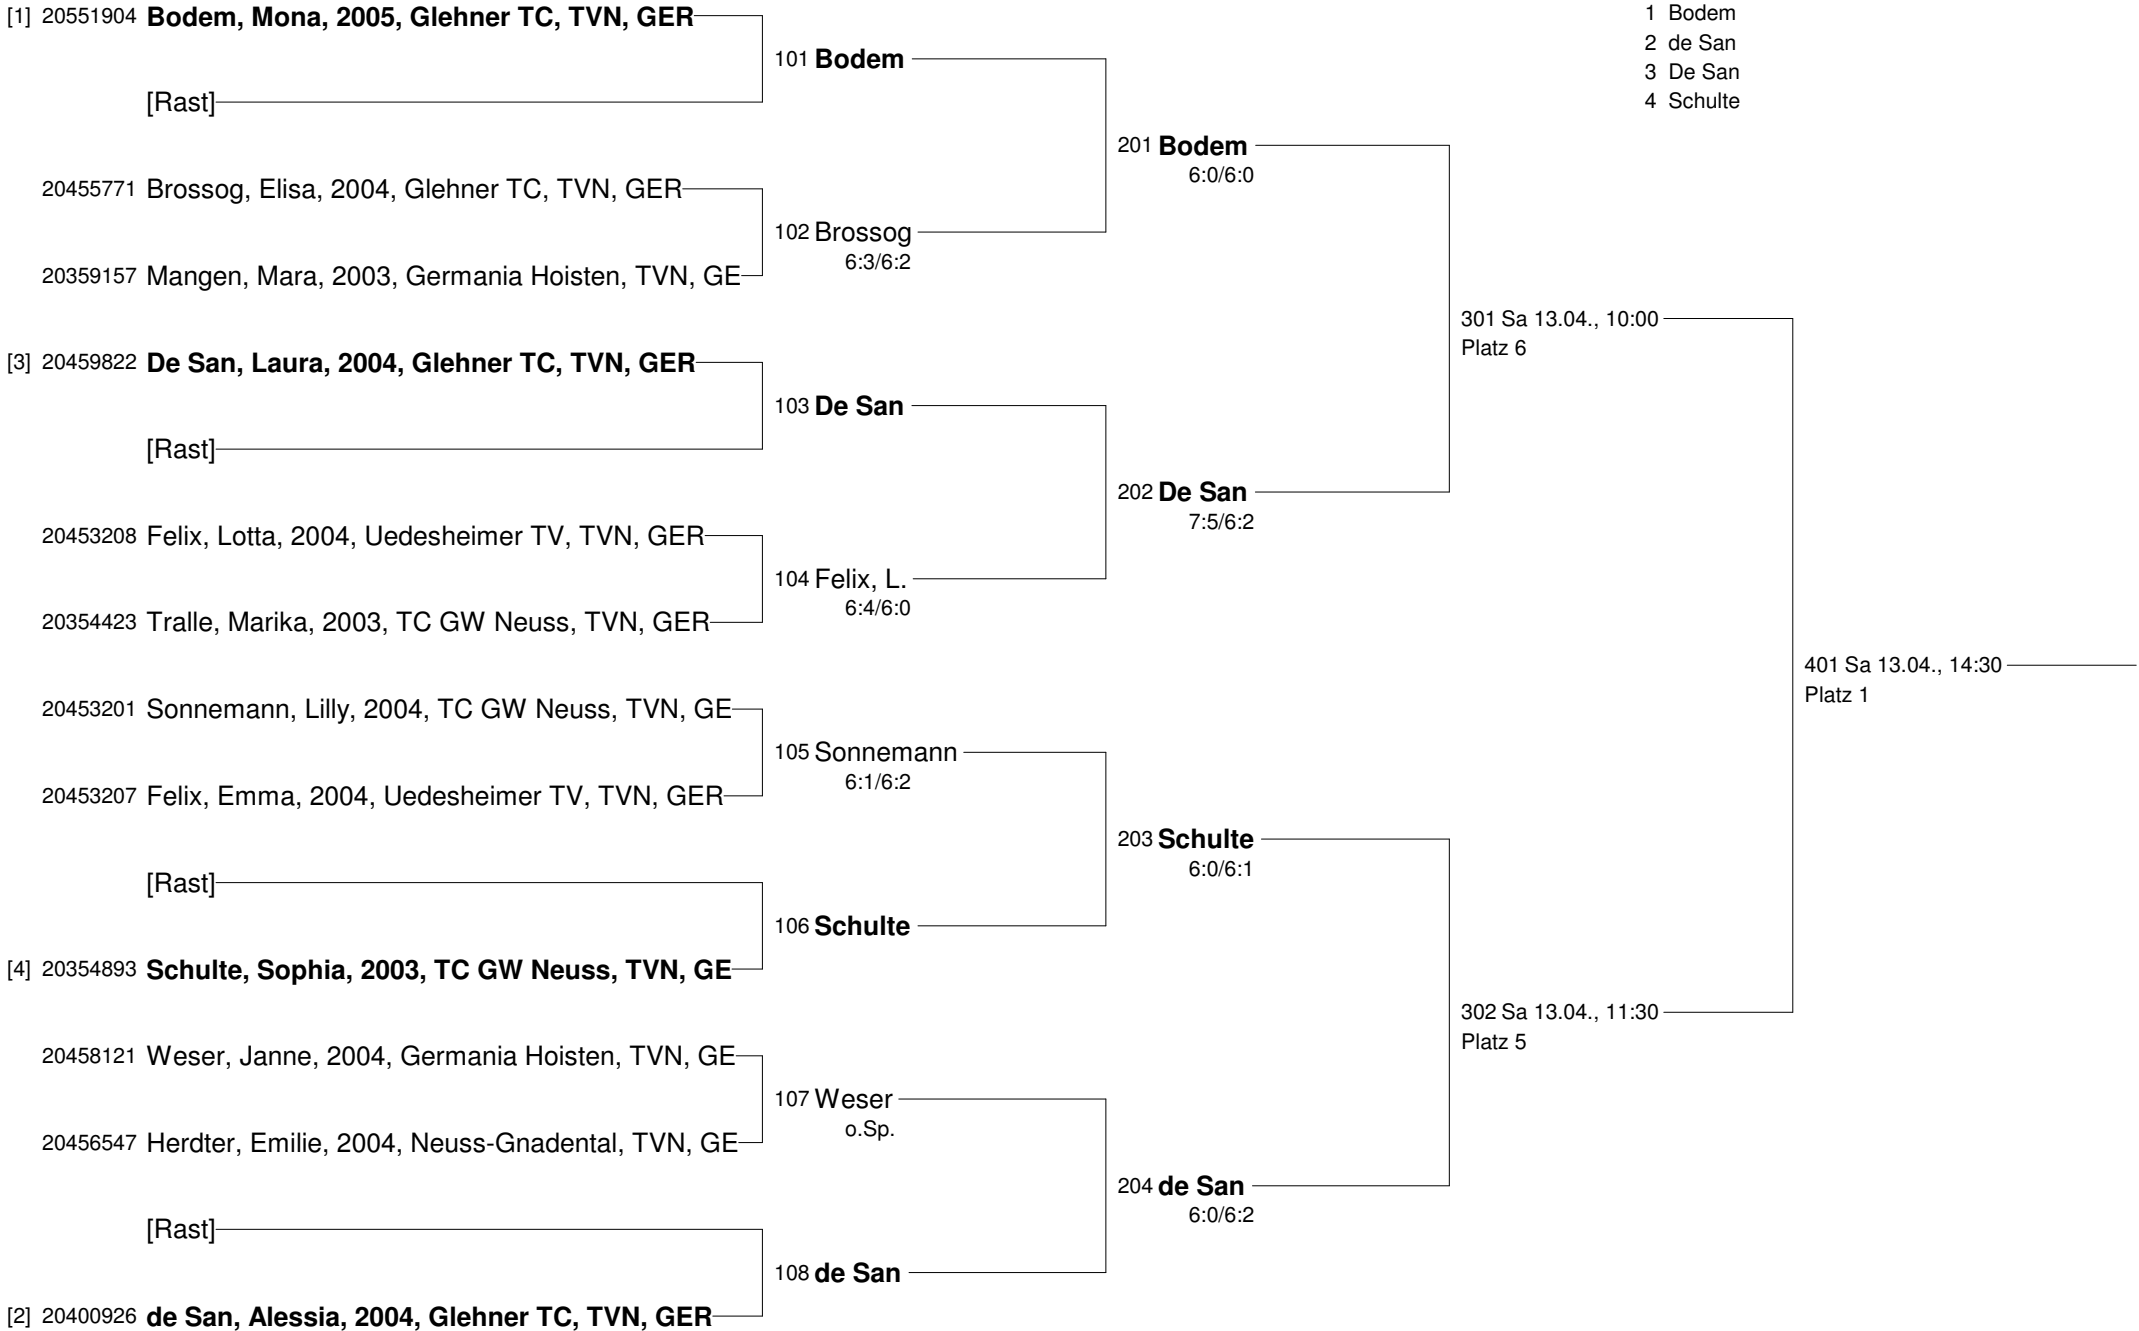 [1] 20551904 Bodem, Mona, 2005, Glehner TC, TVN, GER
[Rast]
20455771 Brossog, Elisa, 2004, Glehner TC, TVN, GER
20359157 Mangen, Mara, 2003, Germania Hoisten, TVN, GE
[3] 20459822 De San, Laura, 2004, Glehner TC, TVN, GER
[Rast]
20453208 Felix, Lotta, 2004, Uedesheimer TV, TVN, GER
20354423 Tralle, Marika, 2003, TC GW Neuss, TVN, GER
20453201 Sonnemann, Lilly, 2004, TC GW Neuss, TVN, GE
20453207 Felix, Emma, 2004, Uedesheimer TV, TVN, GER
[Rast]
[4] 20354893 Schulte, Sophia, 2003, TC GW Neuss, TVN, GE
20458121 Weser, Janne, 2004, Germania Hoisten, TVN, GE
20456547 Herdter, Emilie, 2004, Neuss-Gnadental, TVN, GE
[Rast]
[2] 20400926 de San, Alessia, 2004, Glehner TC, TVN, GER
101 Bodem
102 Brossog
6:3/6:2
103 De San
104 Felix, L.
6:4/6:0
105 Sonnemann
6:1/6:2
106 Schulte
107 Weser
o.Sp.
108 de San
201 Bodem
6:0/6:0
202 De San
7:5/6:2
203 Schulte
6:0/6:1
204 de San
6:0/6:2
301 Sa 13.04., 10:00
Platz 6
302 Sa 13.04., 11:30
Platz 5
401 Sa 13.04., 14:30
Platz 1
1 Bodem
2 de San
3 De San
4 Schulte